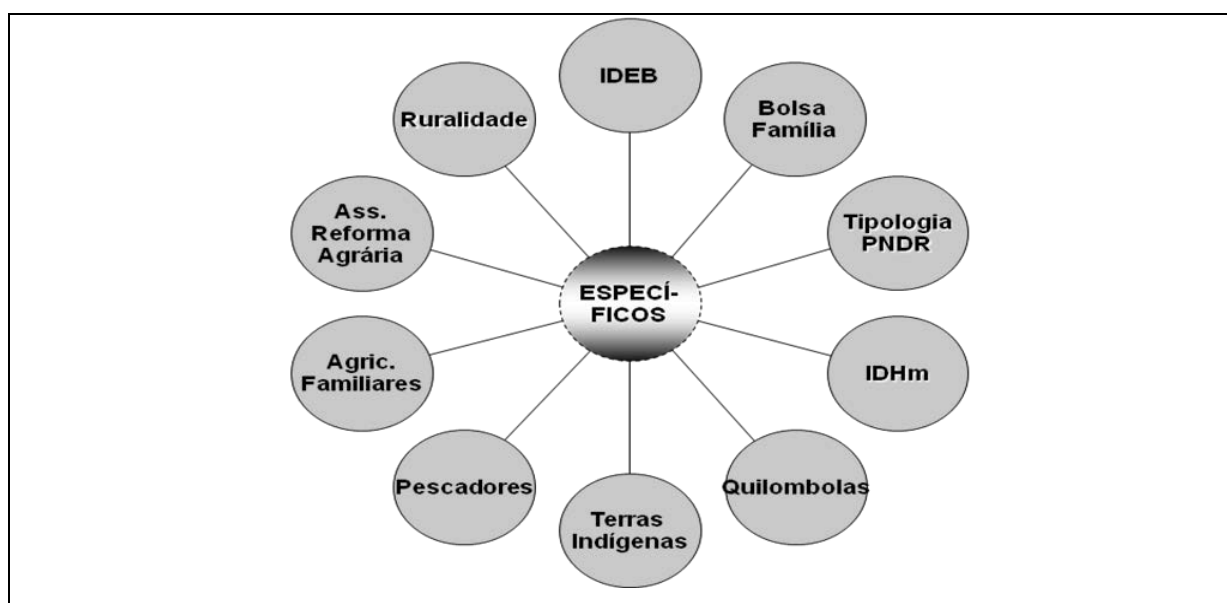 IDEB
Bolsa
Família
Tipologia
PNDR
IDHm
Quilombolas
Terras
Indígenas
Pescadores
Agric.
Familiares
Ass.
Reforma
Agrária
Ruralidade
ESPECÍ-
FICOS